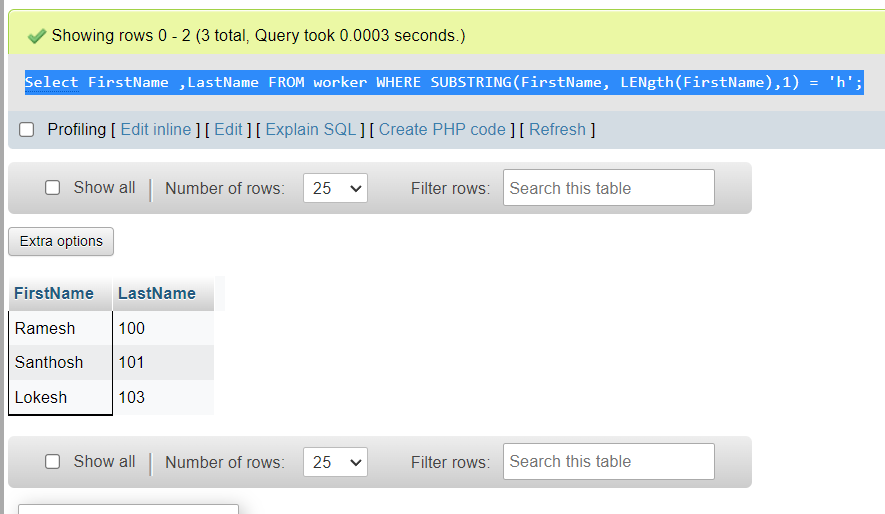 Showing rows 0 - 2 (3 total, Query took 0.0003 seconds.)
Select FirstName ,LastName FROM worker WHERE SUBSTRING(FirstName, LENgth(FirstName),1) = 'h';
Profiling [ Edit inline ] [ Edit ] [ Explain SQL ] [ Create PHP code ] [ Refresh ]
Show all Number of rows: 25 Filter rows: Search this table
Extra options
FirstName LastName
Ramesh 100
Santhosh 101
Lokesh 103
Show all Number of rows: 25 Filter rows: Search this table